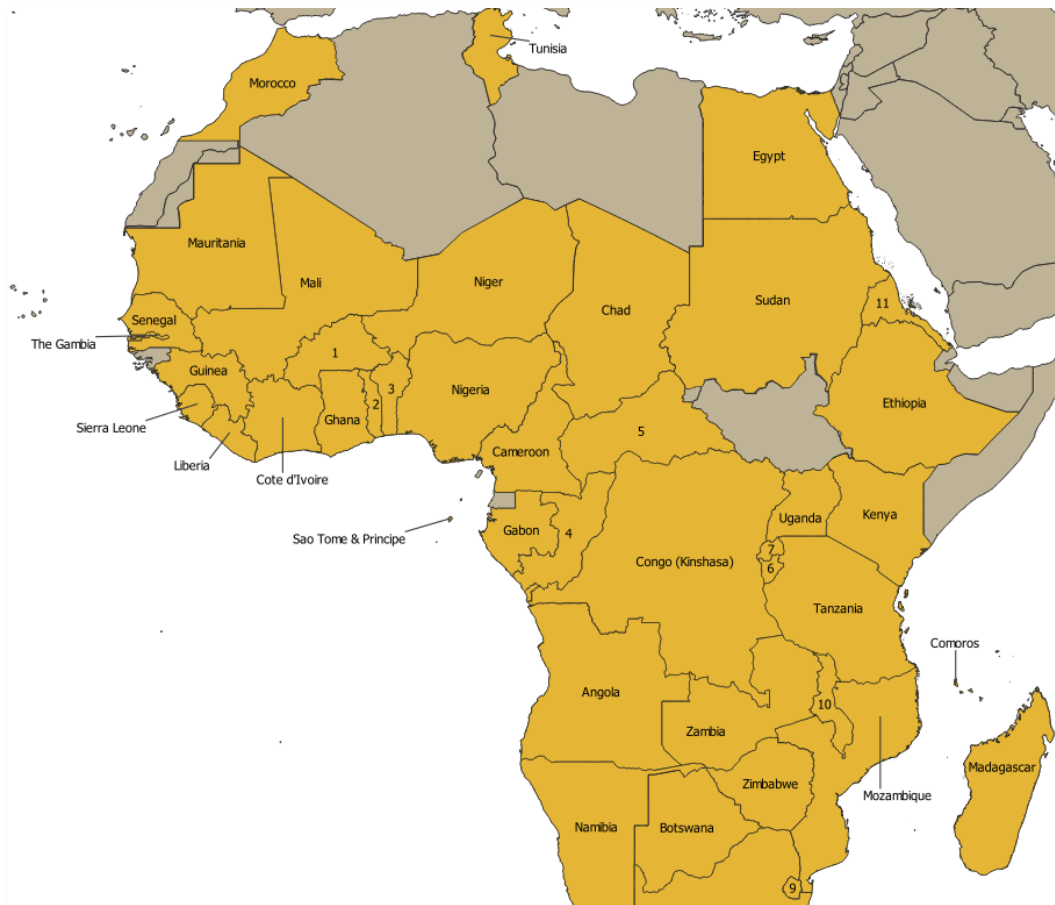 Tunisia
Morocco
Egypt
Mauritania
Mali
Niger
Chad
Sudan
11
Senegal
The Gambia
1
Guinea
3
Nigeria
2
Ghana
Ethiopia
Sierra Leone
5
Cameroon
Liberia
Cote d'Ivoire
Uganda
Kenya
Gabon
4
Sao Tome & Principe
7
Congo (Kinshasa)
6
Tanzania
Comoros
Angola
10
Zambia
Madagascar
Zimbabwe
Mozambique
Namibia
Botswana
9